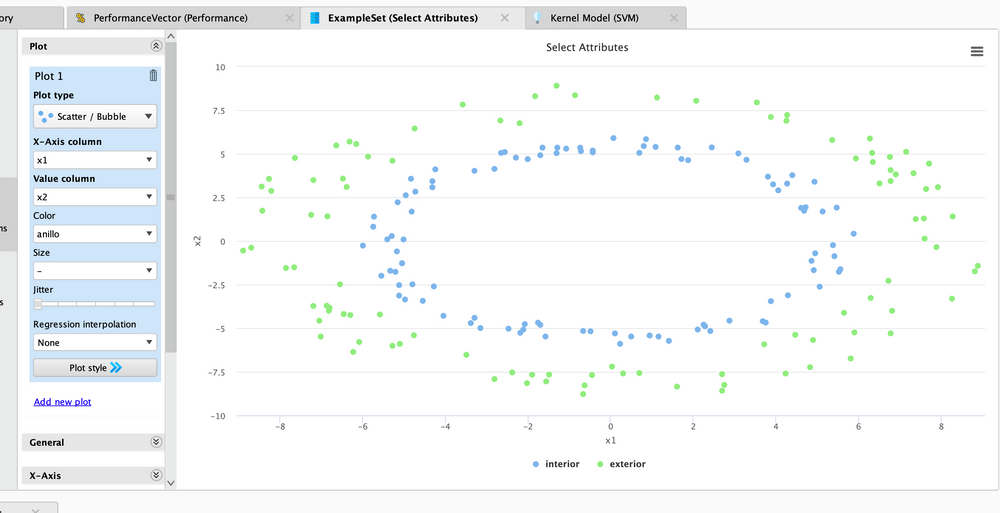 ory
PerformanceVector (Performance)
ExampleSet (Select Attributes)
Kernel Model (SVM)
Plot
Plot 1
Plot type
Scatter / Bubble
X-Axis column
x1
Value column
x2
Color
anillo
Size
–
Jitter
Regression interpolation
None
Plot style
Add new plot
General
X-Axis
ns
s
Select Attributes
10
7.5
5
2.5
0
-2.5
-5
-7.5
-10
x2
-8
-6
-4
-2
0
2
4
6
8
x1
interior
exterior